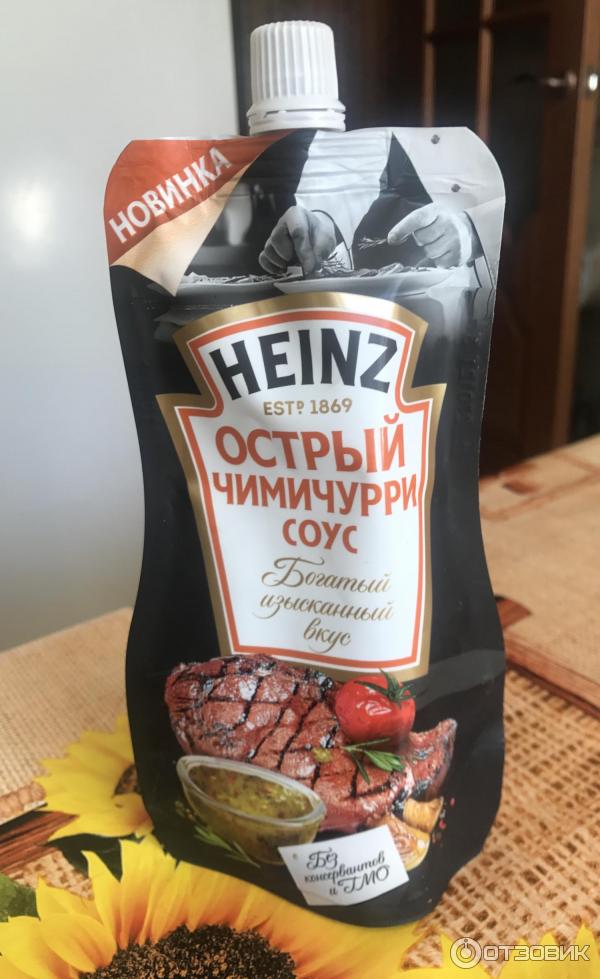 НОВИНКА
HEINZ
ESTD 1869
ОСТРЫЙ
ЧИМИЧУРРИ
СОУС
Богатый
изысканный
вкус
Без
консервантов
и ГМО
ОТЗОВИК